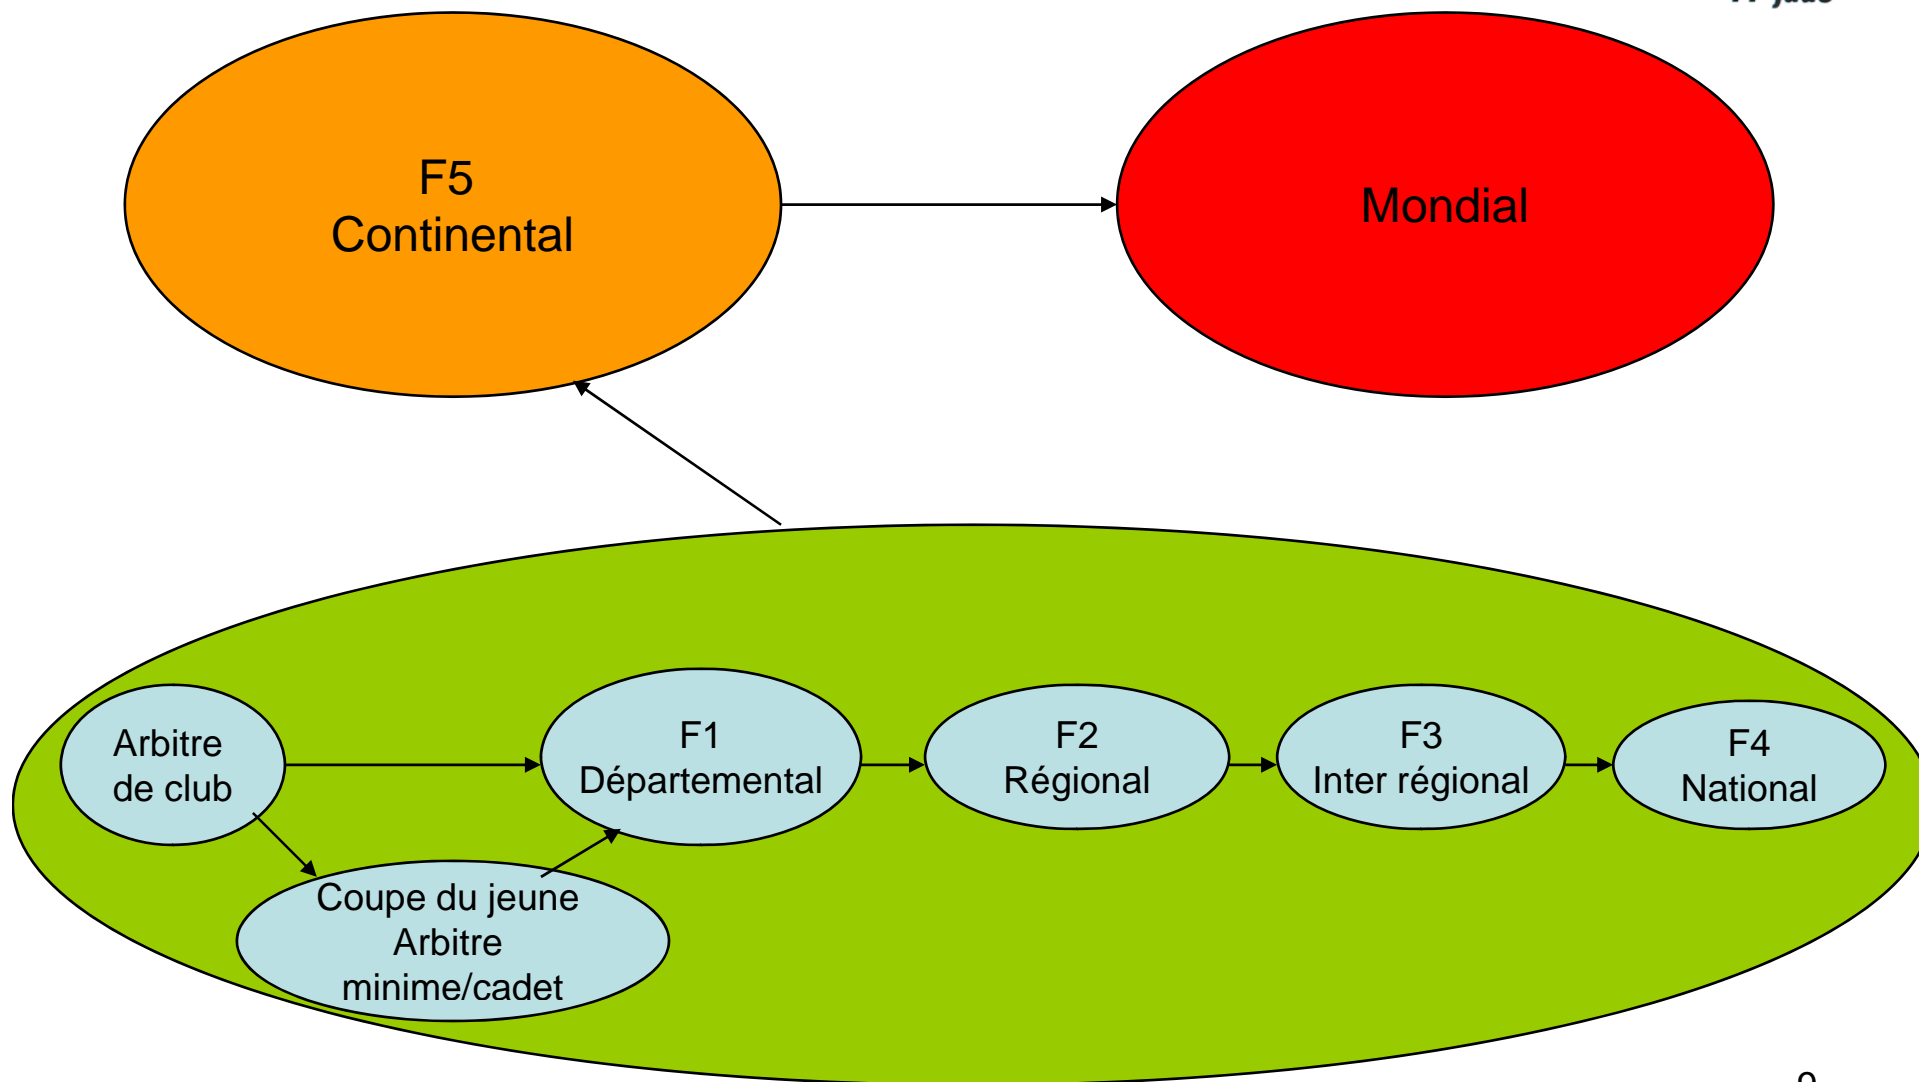 F5
Continental
Mondial
Arbitre
de club
F1
Départemental
F2
Régional
F3
Inter régional
F4
National
Coupe du jeune
Arbitre
minime/cadet